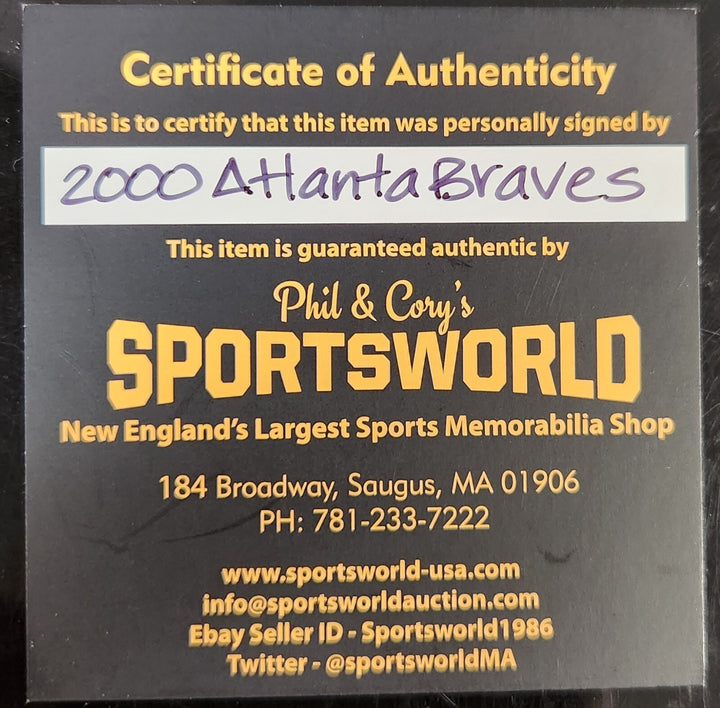 Certificate of Authenticity
This is to certify that this item was personally signed by
2000 Atlanta Braves
This item is guaranteed authentic by
Phil & Cory's
SPORTSWORLD
New England's Largest Sports Memorabilia Shop
184 Broadway, Saugus, MA 01906
PH: 781-233-7222
www.sportsworld-usa.com
info@sportsworldauction.com
Ebay Seller ID - Sportsworld1986
Twitter - @sportsworldMA